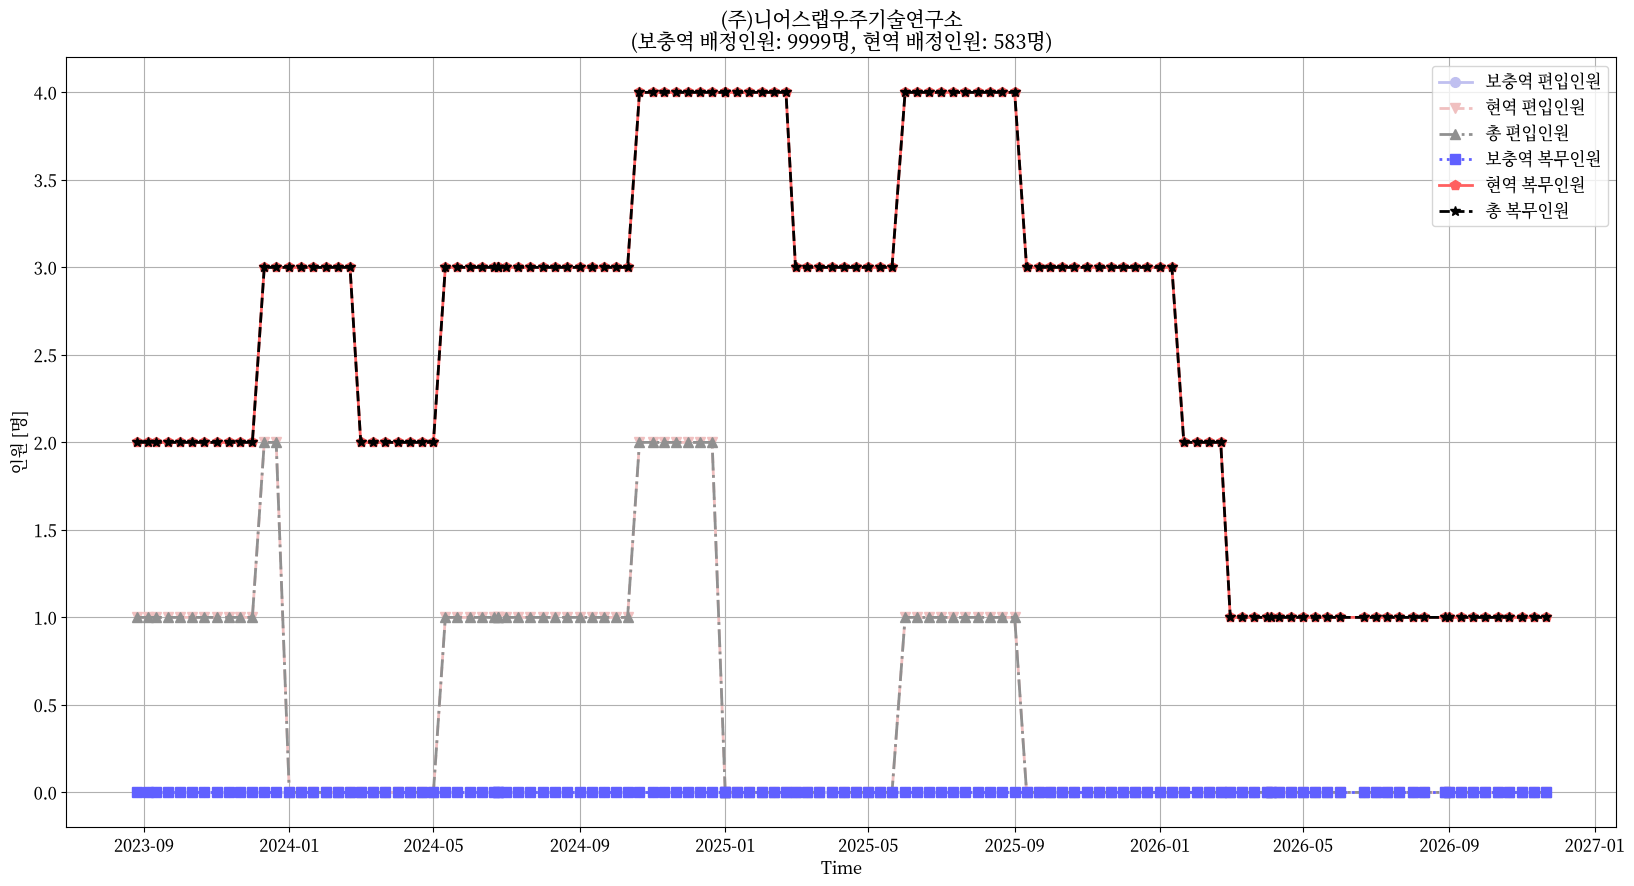 (주)니어스랩우주기술연구소
(보충역 배정인원: 9999명, 현역 배정인원: 583명)
보충역 편입인원
현역 편입인원
총 편입인원
보충역 복무인원
현역 복무인원
총 복무인원
인원 [명]
4.0
3.5
3.0
2.5
2.0
1.5
1.0
0.5
0.0
2023-09 2024-01 2024-05 2024-09 2025-01 2025-05 2025-09 2026-01 2026-05 2026-09 2027-01
Time